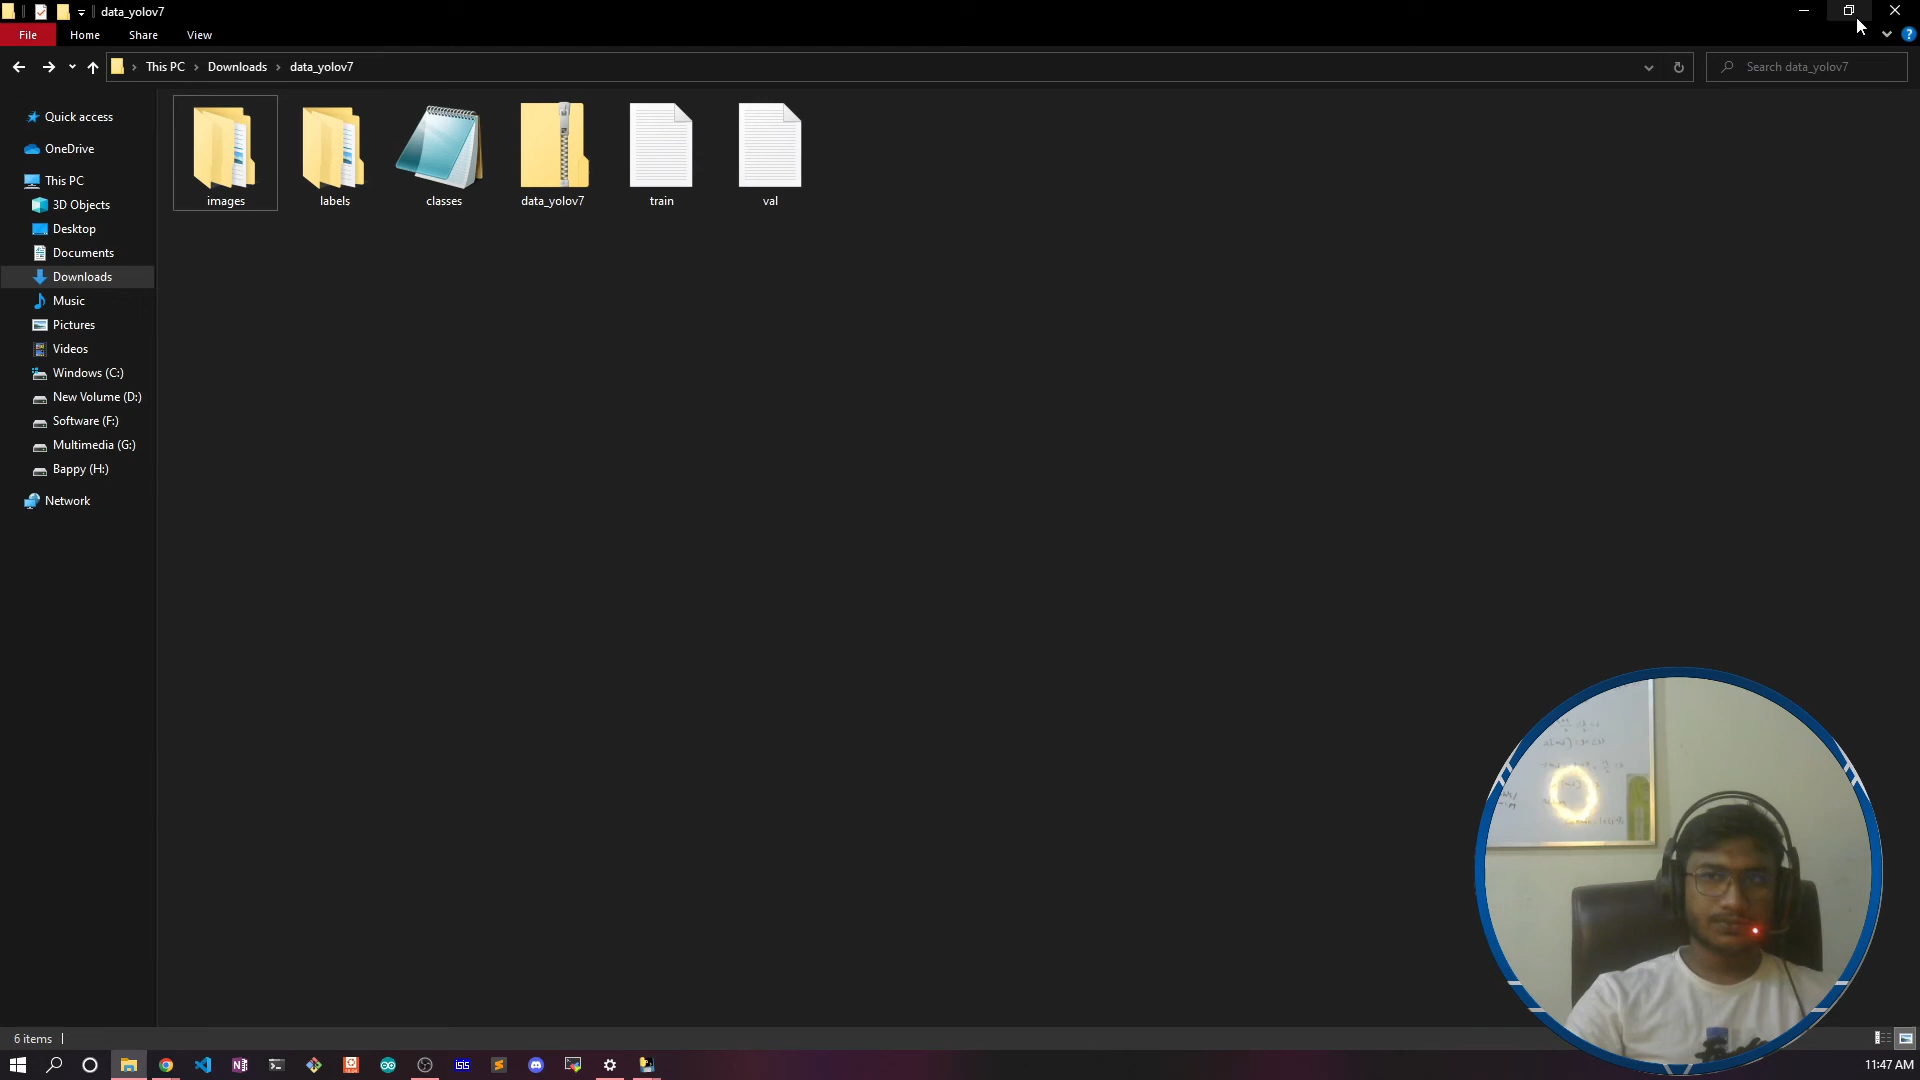 data_yolov7
File Home Share View
This PC Downloads data_yolov7
Search data_yolov7
Quick access
OneDrive
This PC
3D Objects
Desktop
Documents
Downloads
Music
Pictures
Videos
Windows (C:)
New Volume (D:)
Software (F:)
Multimedia (G:)
Bappy (H:)
Network
images labels classes data_yolov7 train val
6 items
11:47 AM